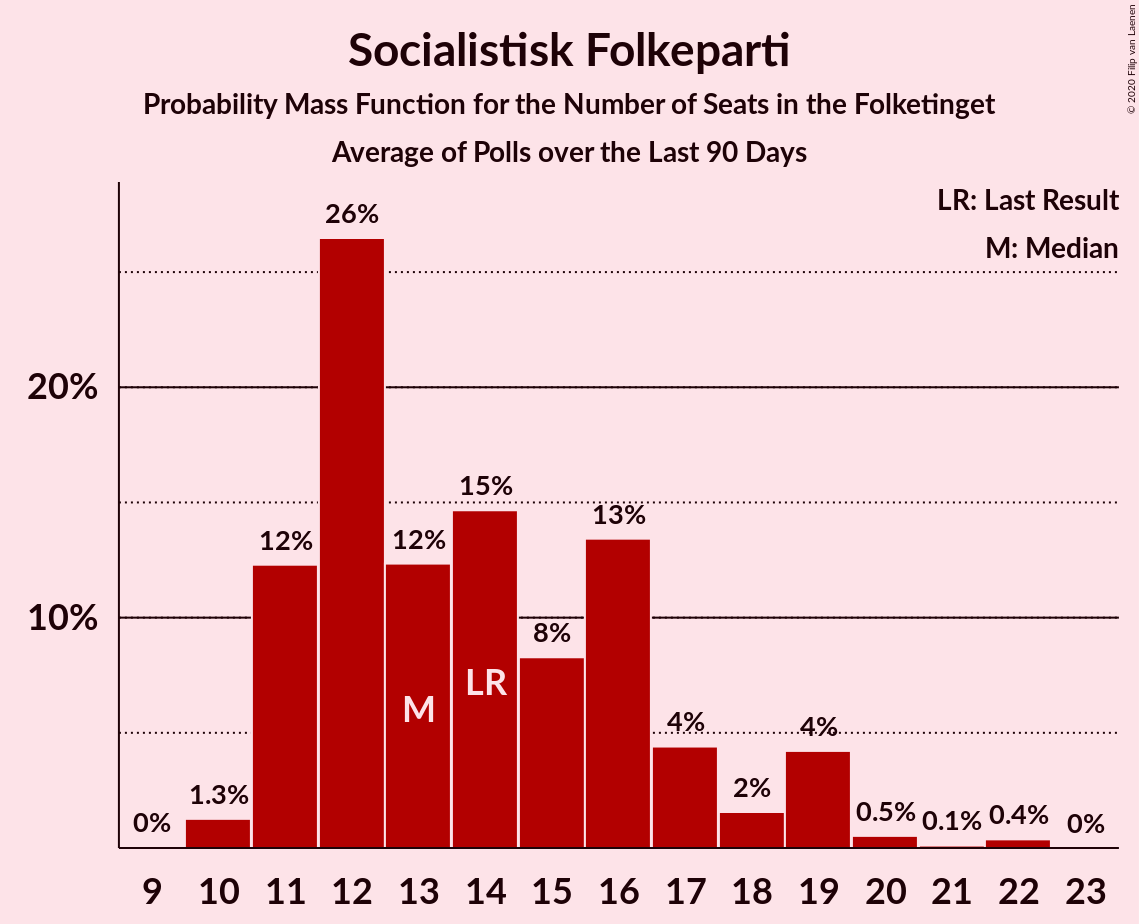 Socialistisk Folkeparti
Probability Mass Function for the Number of Seats in the Folketinget
Average of Polls over the Last 90 Days
© 2020 Filip van Laenen
LR: Last Result
M: Median
20%
10%
0%
1.3%
12%
26%
12%
15%
8%
13%
4%
2%
4%
0.5%
0.1%
0.4%
0%
M
LR
9 10 11 12 13 14 15 16 17 18 19 20 21 22 23